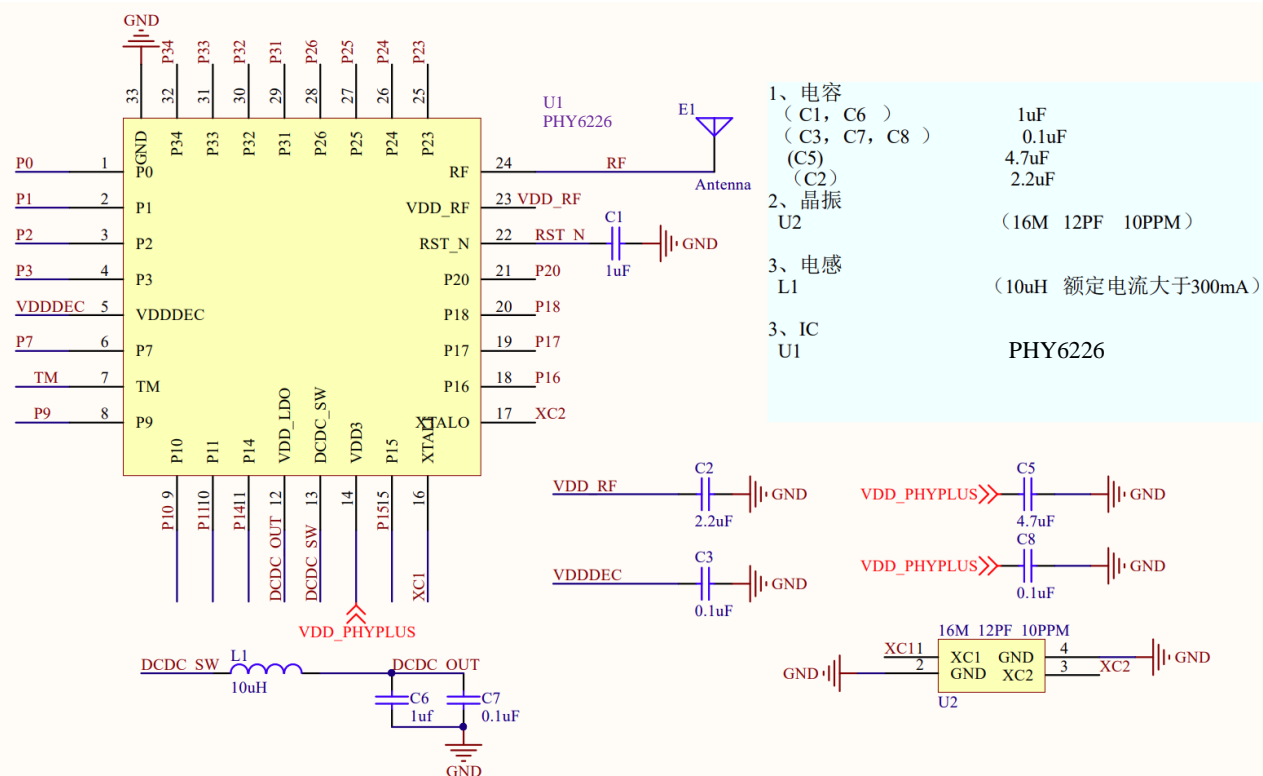 GND
P34
P33
P32
P31
P26
P25
P24
P23
33
32
31
30
29
28
27
26
25
U1
PHY6226
E1
Antenna
GND
P34
P33
P32
P31
P26
P25
P24
P23
P0 1 P0
P1 2 P1
P2 3 P2
P3 4 P3
VDDDEC 5 VDDDEC
P7 6 P7
TM 7 TM
P9 8 P9
RF 24 RF
VDD_RF 23 VDD_RF
RST_N 22 RST_N
C1
1uF
GND
P20 21 P20
P18 20 P18
P17 19 P17
P16 18 P16
XTALO 17 XC2
P10
P11
P14
VDD_LDO
DCDC_SW
VDD3
P15
XTALI
P10 9
P11 10
P14 11
DCDC_OUT 12
DCDC_SW 13
14
P15 15
XC1 16
VDD_PHYPLUS
1、电容
（ C1， C6 ） 1uF
（ C3，C7，C8 ） 0.1uF
(C5) 4.7uF
（C2） 2.2uF
2、晶振
U2 （16M 12PF 10PPM）
3、电感
L1 （10uH 额定电流大于300mA）
3、IC
U1 PHY6226
VDD_RF
C2
2.2uF
GND
VDD_PHYPLUS
C5
4.7uF
GND
VDDDEC
C3
0.1uF
GND
VDD_PHYPLUS
C8
0.1uF
GND
DCDC_SW
L1
10uH
DCDC_OUT
C6
1uf
C7
0.1uF
GND
16M 12PF 10PPM
XC1 1 XC1 GND 4 GND
GND 2 GND XC2 3 XC2
U2